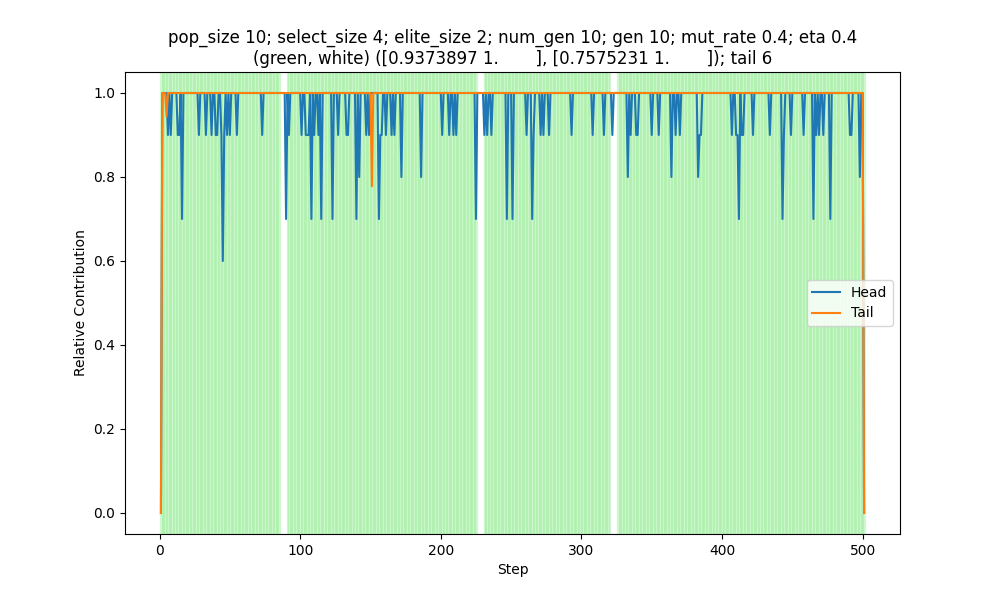 pop_size 10; select_size 4; elite_size 2; num_gen 10; gen 10; mut_rate 0.4; eta 0.4
(green, white) ([0.9373897 1.        ], [0.7575231 1.        ]); tail 6
1.0
0.8
0.6
0.4
0.2
0.0
Relative Contribution
Head
Tail
0
100
200
300
400
500
Step